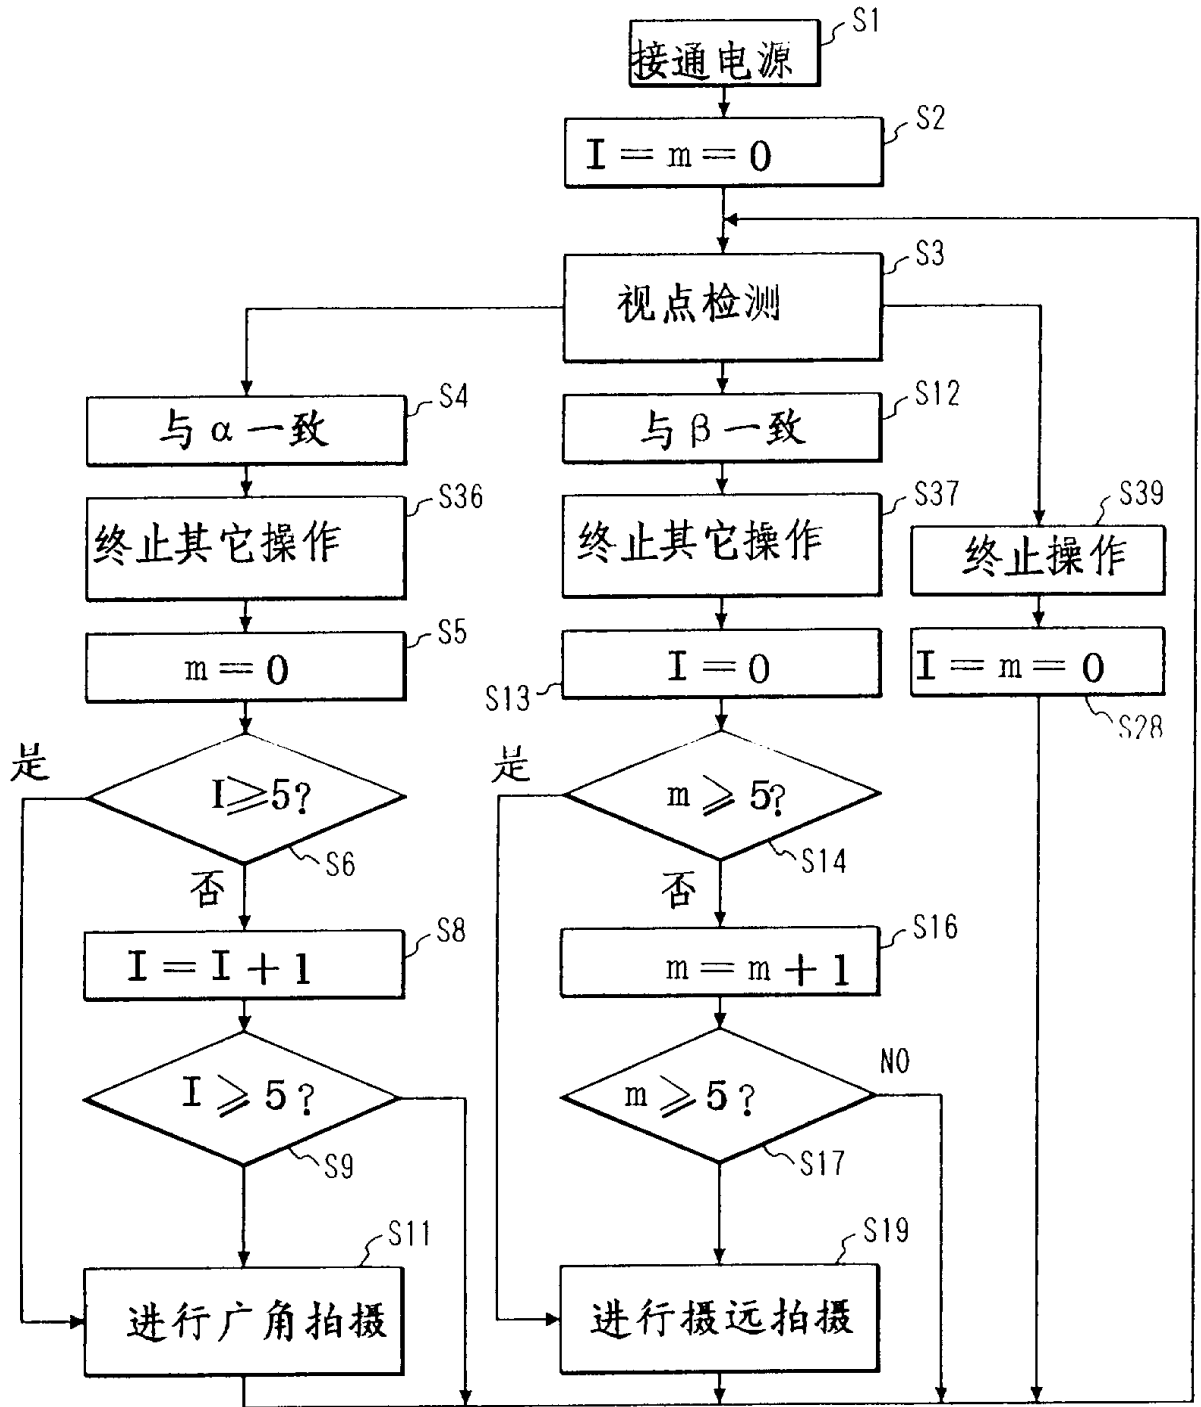 S1
接通电源
S2
I=m=0
S3
视点检测
S4
与α一致
S12
与β一致
S36
终止其它操作
S37
终止其它操作
S39
终止操作
S5
m=0
S13
I=0
I=m=0
S28
是
I≥5?
S6
否
是
m≥5?
S14
否
S8
I=I+1
S16
m=m+1
I≥5?
S9
m≥5?
NO
S17
S11
进行广角拍摄
S19
进行摄远拍摄